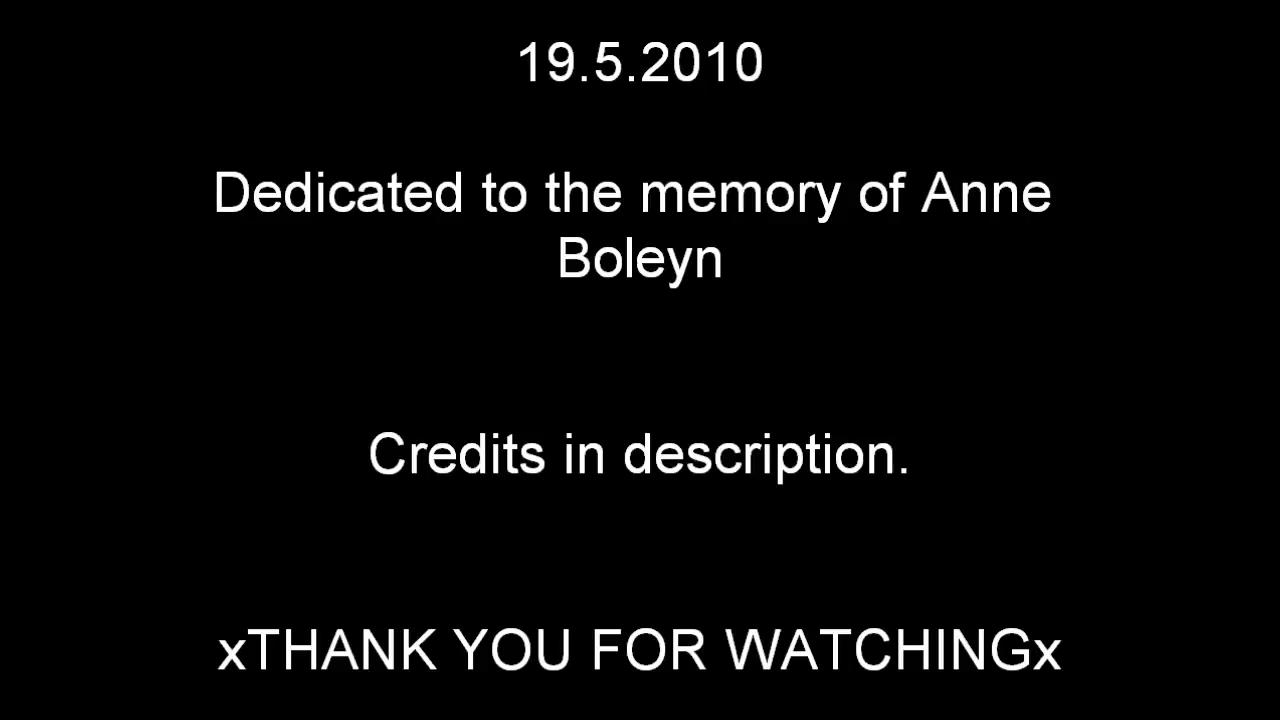 19.5.2010
Dedicated to the memory of Anne
Boleyn
Credits in description.
xTHANK YOU FOR WATCHINGx